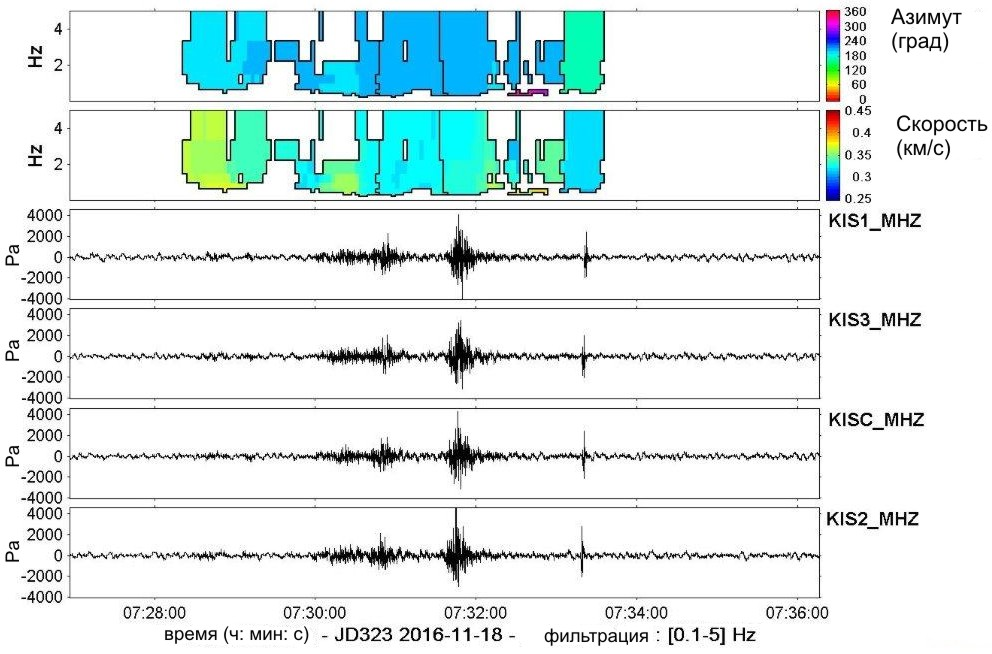 4
2
Hz
360
300
240
180
120
60
0
Азимут
(град)
4
2
Hz
0.45
0.4
0.35
0.3
0.25
Скорость
(км/с)
4000
2000
0
-2000
-4000
Pa
KIS1_MHZ
4000
2000
0
-2000
-4000
Pa
KIS3_MHZ
4000
2000
0
-2000
-4000
Pa
KISC_MHZ
4000
2000
0
-2000
-4000
Pa
KIS2_MHZ
07:28:00 07:30:00 07:32:00 07:34:00 07:36:00
время (ч: мин: с) - JD323 2016-11-18 - фильтрация : [0.1-5] Hz